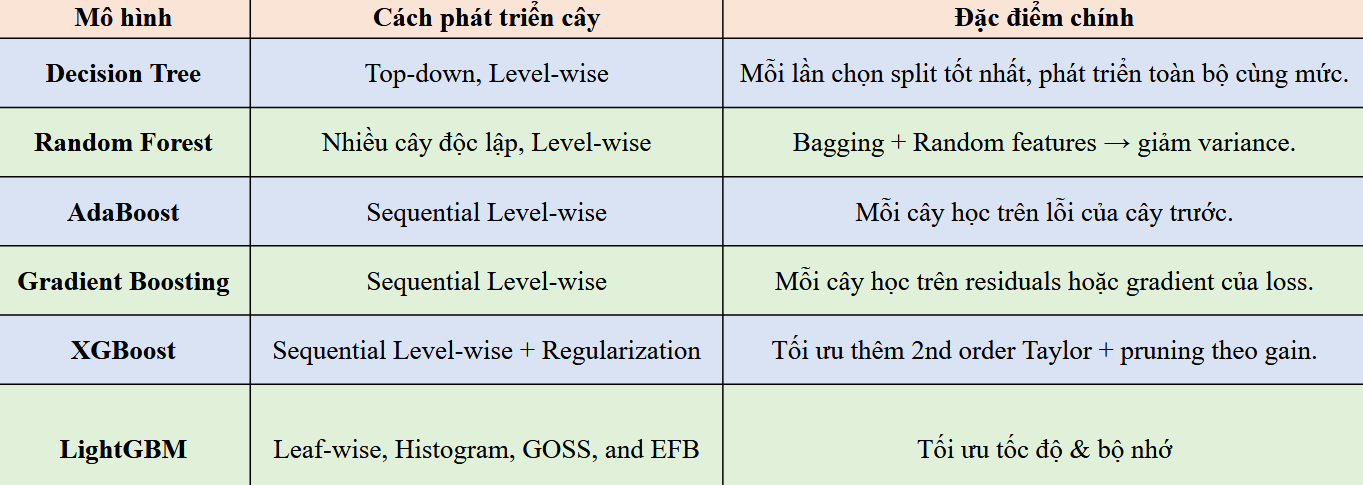 Mô hình Cách phát triển cây Đặc điểm chính
Decision Tree Top-down, Level-wise Mỗi lần chọn split tốt nhất, phát triển toàn bộ cùng mức.
Random Forest Nhiều cây độc lập, Level-wise Bagging + Random features → giảm variance.
AdaBoost Sequential Level-wise Mỗi cây học trên lỗi của cây trước.
Gradient Boosting Sequential Level-wise Mỗi cây học trên residuals hoặc gradient của loss.
XGBoost Sequential Level-wise + Regularization Tối ưu thêm 2nd order Taylor + pruning theo gain.
LightGBM Leaf-wise, Histogram, GOSS, and EFB Tối ưu tốc độ & bộ nhớ